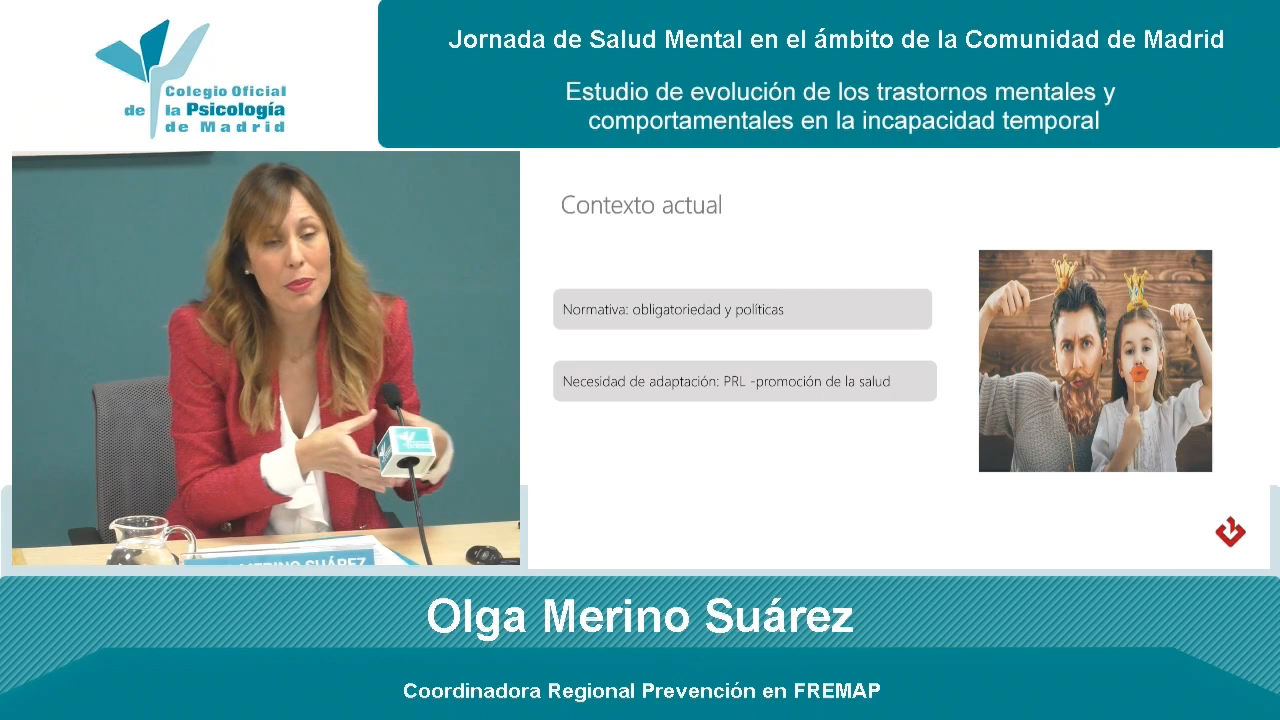 Colegio Oficial
de la Psicología
de Madrid
Jornada de Salud Mental en el ámbito de la Comunidad de Madrid
Estudio de evolución de los trastornos mentales y
comportamentales en la incapacidad temporal
Contexto actual
Normativa: obligatoriedad y políticas
Necesidad de adaptación: PRL -promoción de la salud
MERINO SUÁREZ
Olga Merino Suárez
Coordinadora Regional Prevención en FREMAP